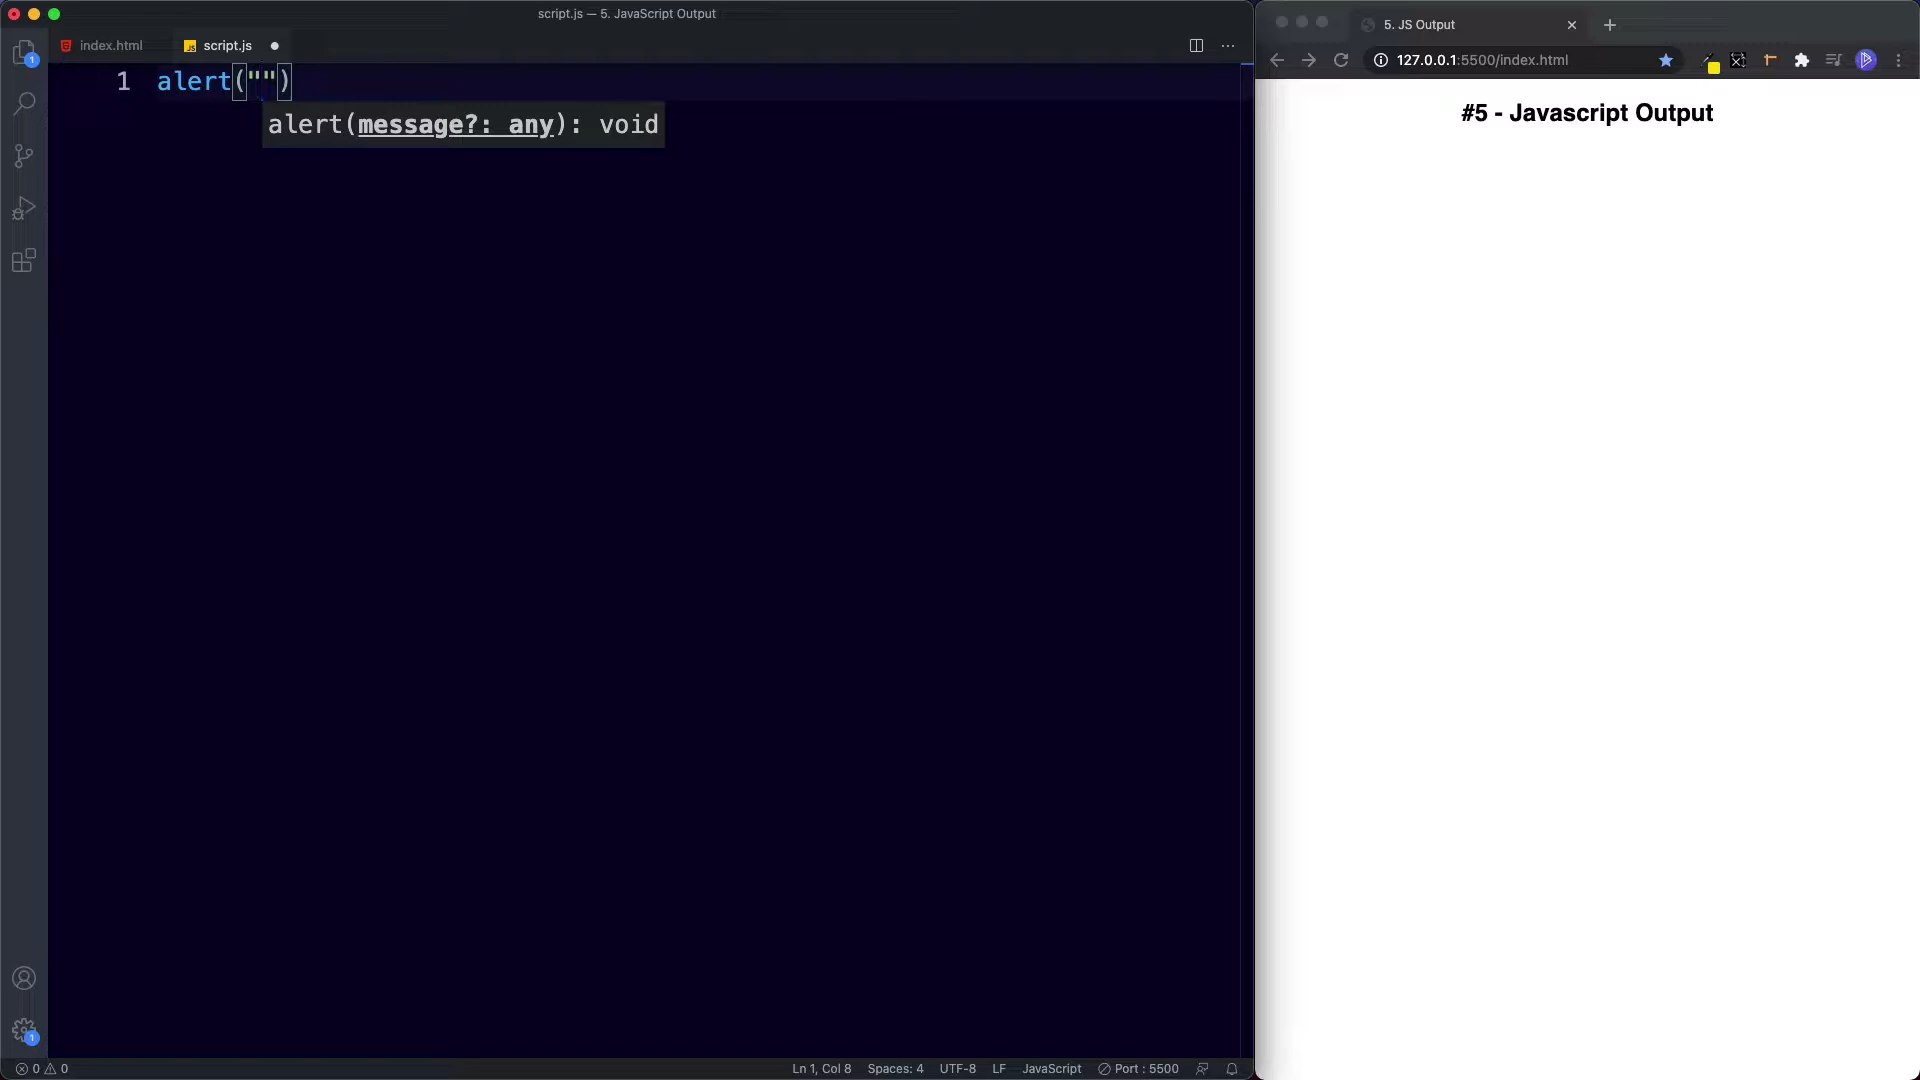 script.js — 5. JavaScript Output
index.html
script.js
1 alert("")
alert(message?: any): void
5. JS Output
127.0.0.1:5500/index.html
#5 - Javascript Output
1
1
0 0
Ln 1, Col 8 Spaces: 4 UTF-8 LF JavaScript Port : 5500